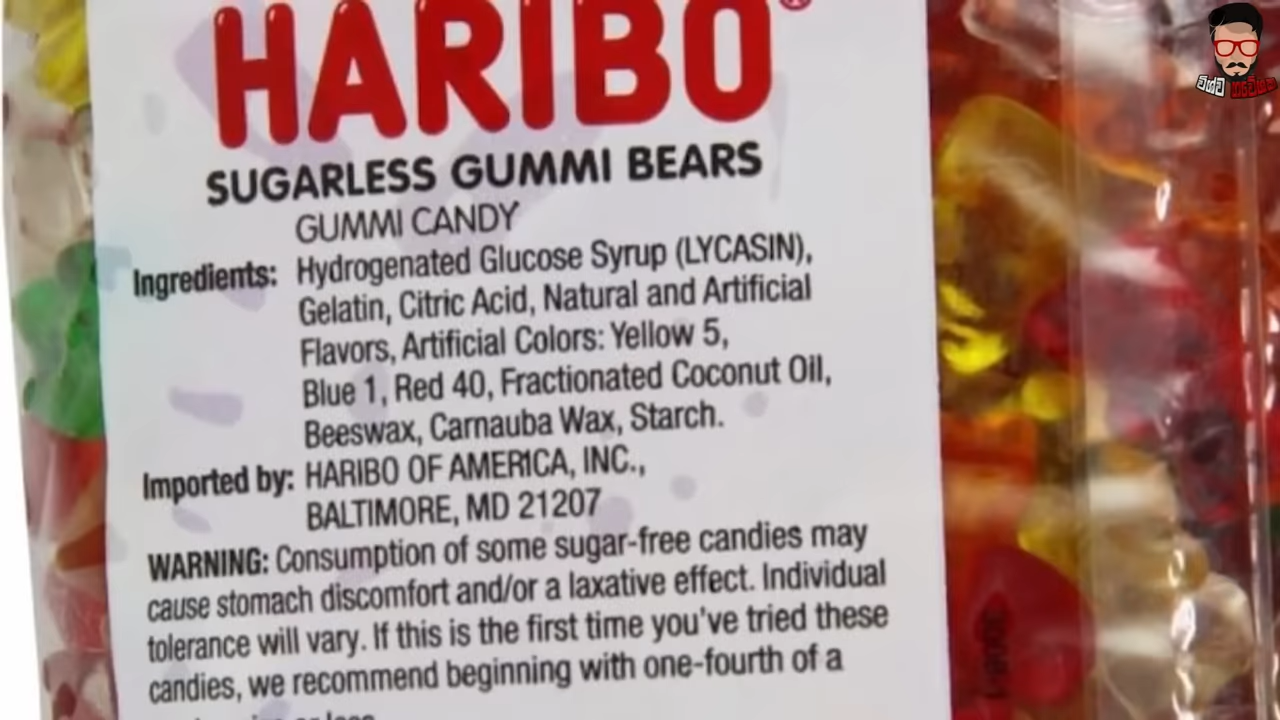 HARIBO®
SUGARLESS GUMMI BEARS
GUMMI CANDY
Ingredients: Hydrogenated Glucose Syrup (LYCASIN),
Gelatin, Citric Acid, Natural and Artificial
Flavors, Artificial Colors: Yellow 5,
Blue 1, Red 40, Fractionated Coconut Oil,
Beeswax, Carnauba Wax, Starch.
Imported by: HARIBO OF AMERICA, INC.,
BALTIMORE, MD 21207
WARNING: Consumption of some sugar-free candies may
cause stomach discomfort and/or a laxative effect. Individual
tolerance will vary. If this is the first time you've tried these
candies, we recommend beginning with one-fourth of a
or less